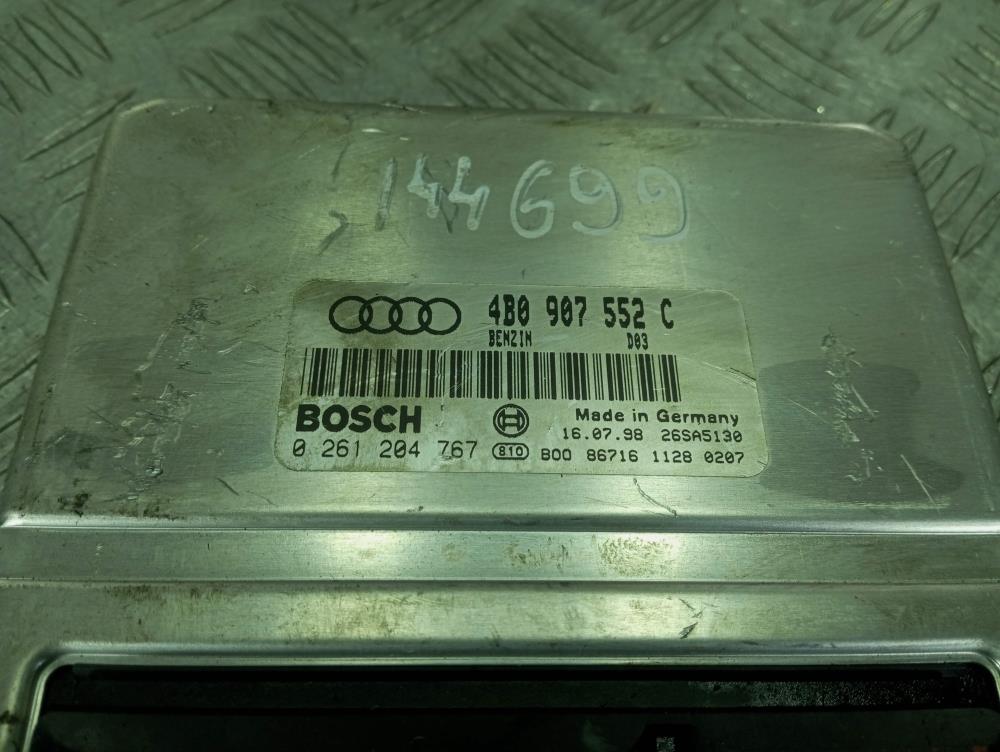 144699
4B0 907 552 C
BENZIN D03
BOSCH
Made in Germany
16.07.98 26SA5130
0 261 204 767 810 B00 86716 1128 0207